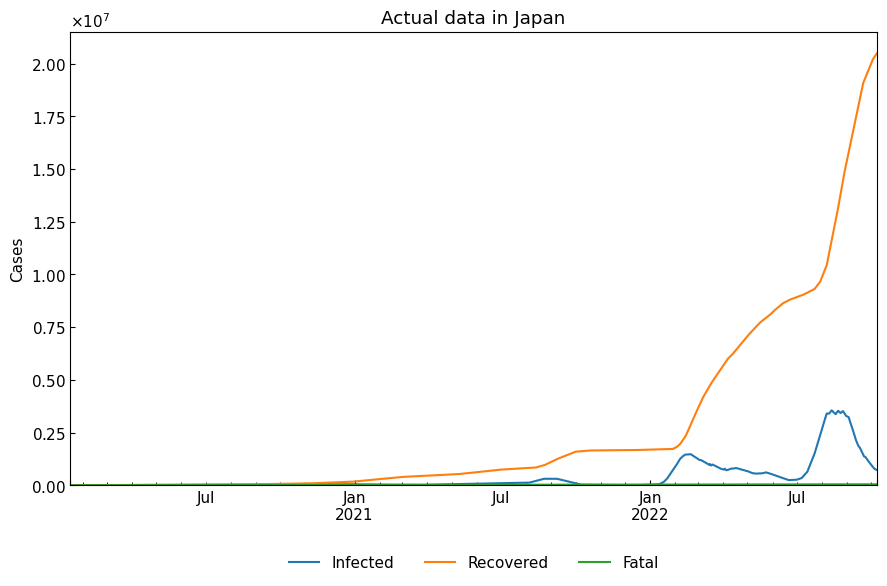 Actual data in Japan
×10⁷
2.00
1.75
1.50
1.25
1.00
0.75
0.50
0.25
0.00
Cases
Jul
Jan
2021
Jul
Jan
2022
Jul
Infected
Recovered
Fatal